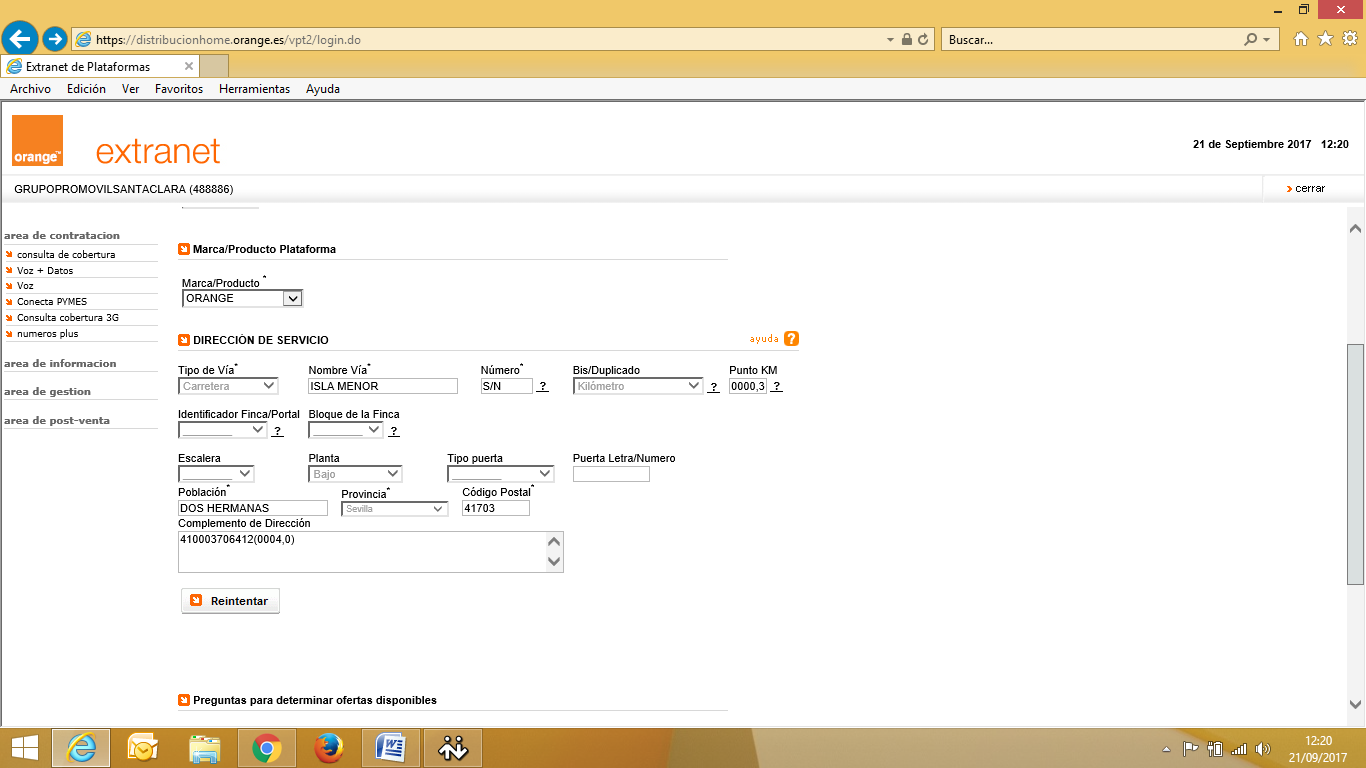 https://distribucionhome.orange.es/vpt2/login.do
Buscar...
Extranet de Plataformas
Archivo Edición Ver Favoritos Herramientas Ayuda
orange™
extranet
21 de Septiembre 2017 12:20
GRUPOPROMOVILSANTACLARA (488886)
cerrar
area de contratacion
consulta de cobertura
Voz + Datos
Voz
Conecta PYMES
Consulta cobertura 3G
numeros plus
area de informacion
area de gestion
area de post-venta
Marca/Producto Plataforma
Marca/Producto *
ORANGE
DIRECCIÓN DE SERVICIO
ayuda ?
Tipo de Vía* Nombre Vía* Número* Bis/Duplicado Punto KM
Carretera ISLA MENOR S/N ? Kilómetro ? 0000,3 ?
Identificador Finca/Portal Bloque de la Finca
? ?
Escalera Planta Tipo puerta Puerta Letra/Numero
Bajo
Población* Provincia* Código Postal*
DOS HERMANAS Sevilla 41703
Complemento de Dirección
410003706412(0004,0)
Reintentar
Preguntas para determinar ofertas disponibles
12:20
21/09/2017